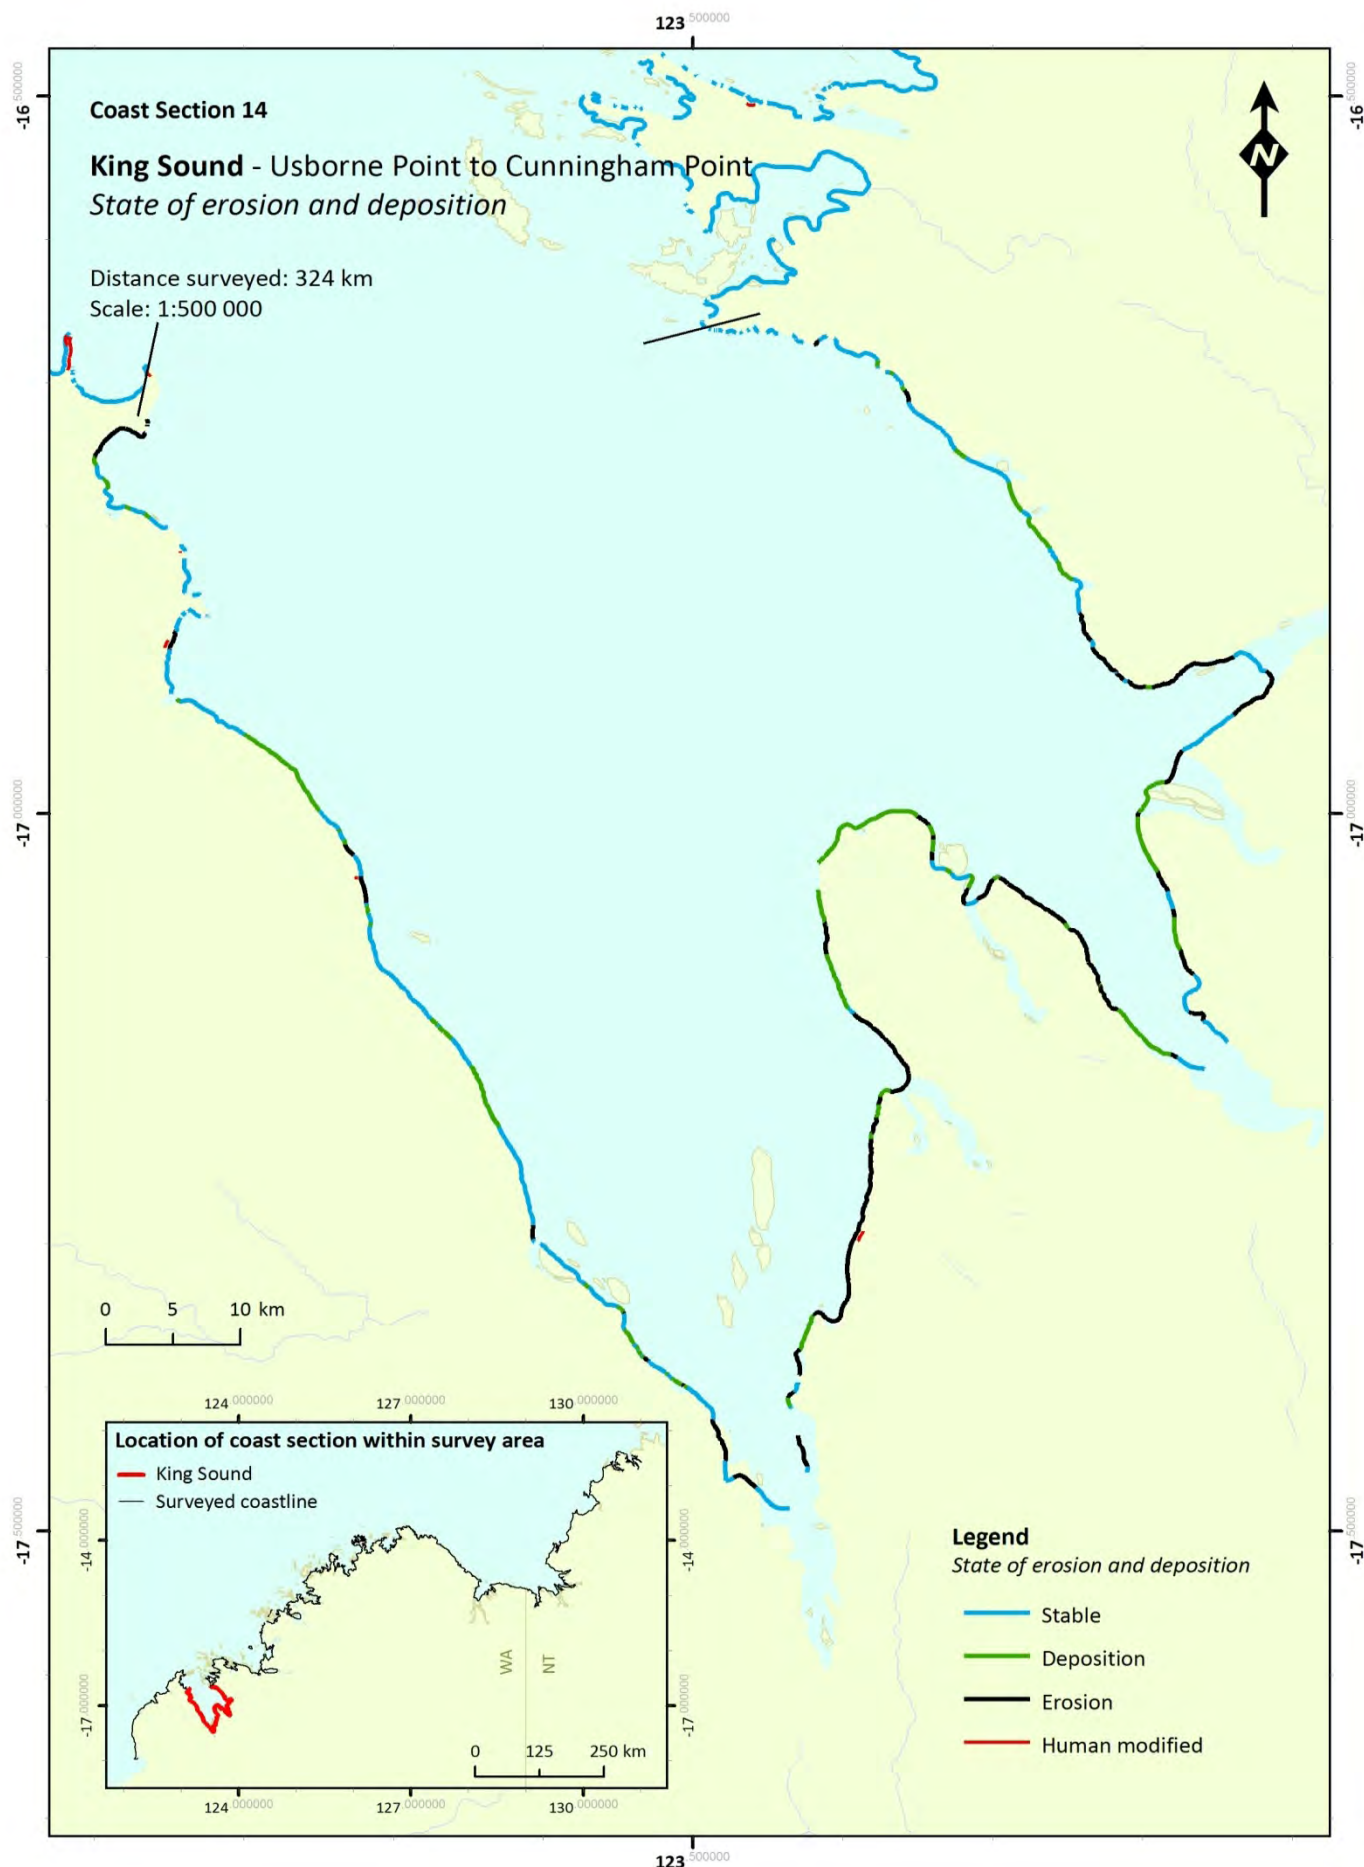 123.500000
-16.500000
-16.500000
Coast Section 14
King Sound - Usborne Point to Cunningham Point
State of erosion and deposition
N
Distance surveyed: 324 km
Scale: 1:500 000
-17.000000
-17.000000
0 5 10 km
124.000000 127.000000 130.000000
Location of coast section within survey area
King Sound
Surveyed coastline
-14.000000
-14.000000
WA NT
-17.000000
-17.000000
0 125 250 km
124.000000 127.000000 130.000000
-17.500000
-17.500000
Legend
State of erosion and deposition
Stable
Deposition
Erosion
Human modified
123.500000